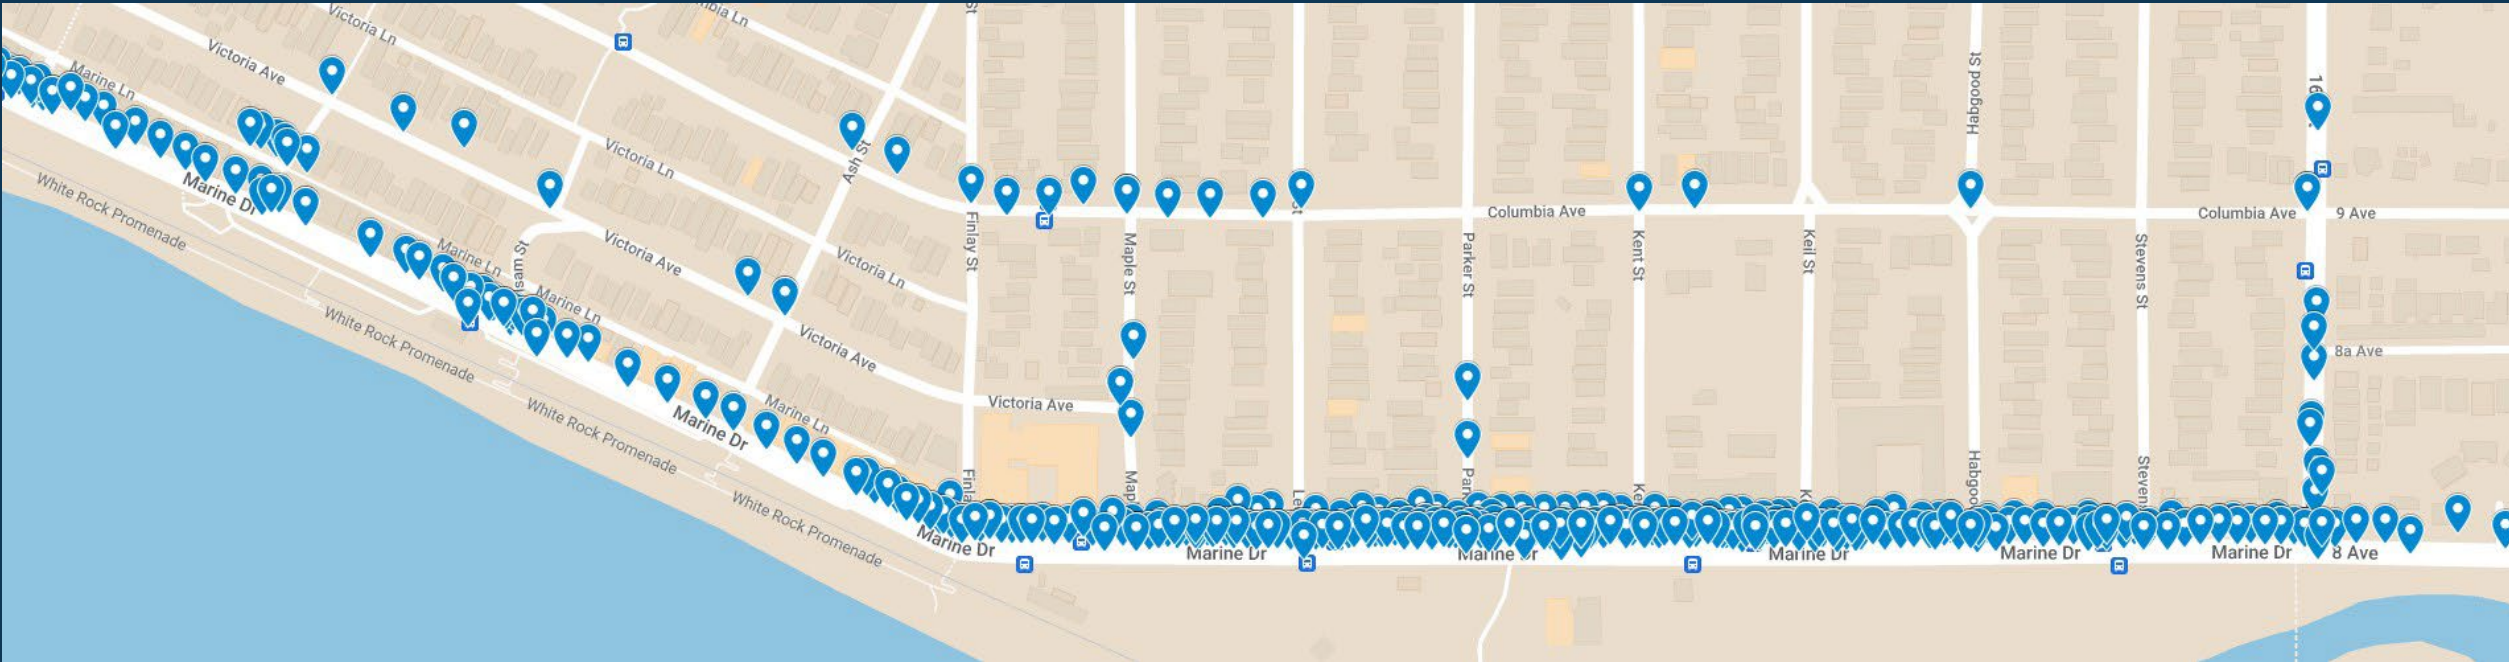 Victoria Ln
St
Victoria Ave
Marine Ln
Habgood St
Ash St
Victoria Ln
White Rock Promenade
Marine Dr
Columbia Ave
Columbia Ave
9 Ave
Finlay St
Maple St
Parker St
Kent St
Keil St
Stevens St
Marine Ln
Victoria Ave
Victoria Ln
Marine Ln
White Rock Promenade
Victoria Ave
8a Ave
Victoria Ave
Marine Ln
Marine Dr
White Rock Promenade
White Rock Promenade
Marine Dr
Marine Dr
Marine Dr
Marine Dr
Marine Dr
Marine Dr
8 Ave